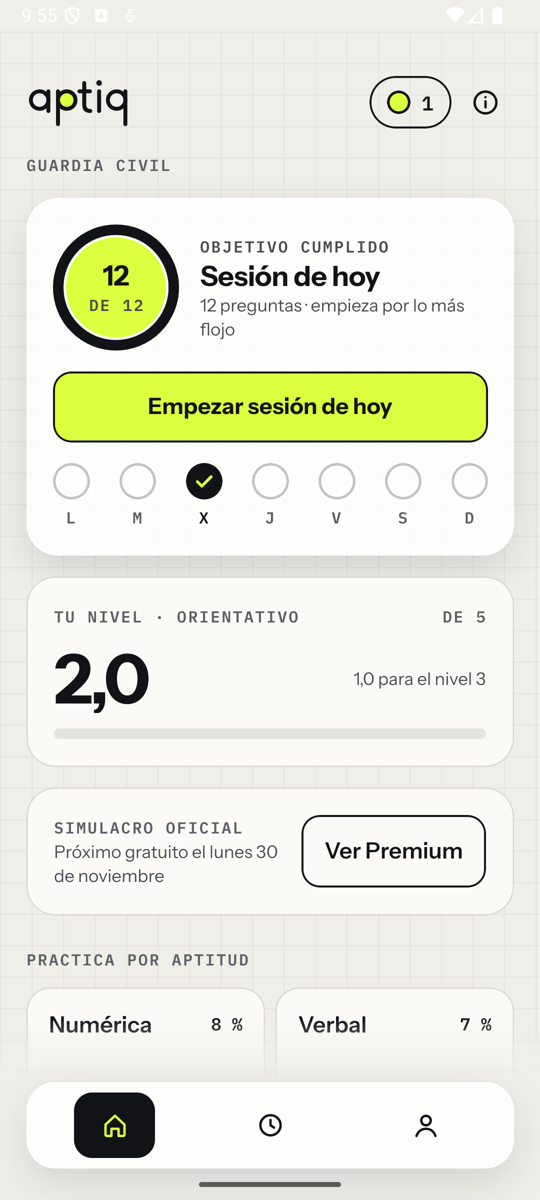 9:55
aptiq
1
GUARDIA CIVIL
OBJETIVO CUMPLIDO
12
DE 12
Sesión de hoy
12 preguntas · empieza por lo más
flojo
Empezar sesión de hoy
L M X J V S D
TU NIVEL · ORIENTATIVO DE 5
2,0
1,0 para el nivel 3
SIMULACRO OFICIAL
Próximo gratuito el lunes 30
de noviembre
Ver Premium
PRACTICA POR APTITUD
Numérica 8 %
Verbal 7 %